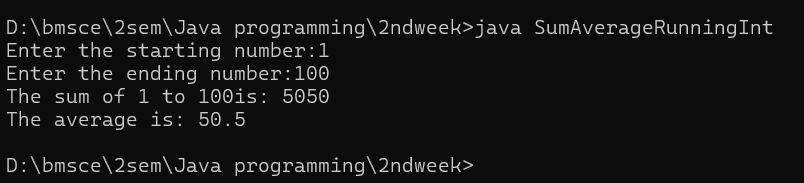 D:\bmsce\2sem\Java programming\2ndweek>java SumAverageRunningInt
Enter the starting number:1
Enter the ending number:100
The sum of 1 to 100is: 5050
The average is: 50.5
D:\bmsce\2sem\Java programming\2ndweek>